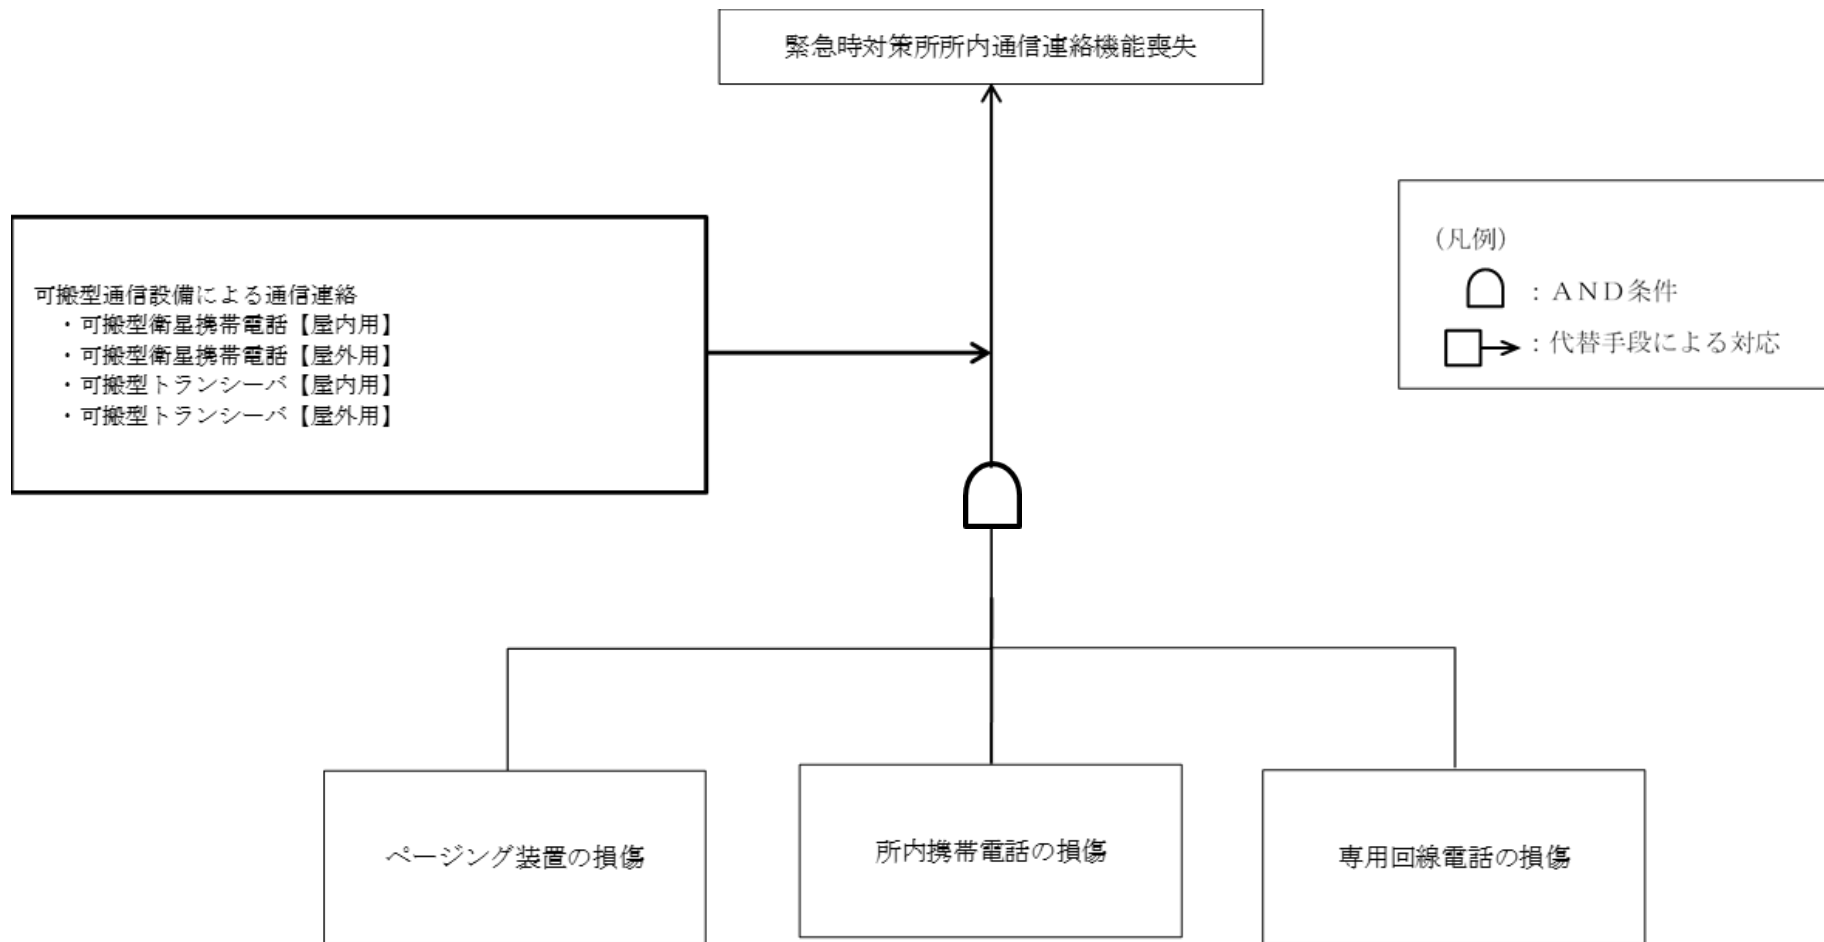 緊急時対策所所内通信連絡機能喪失
(凡例)
：ＡＮＤ条件
：代替手段による対応
可搬型通信設備による通信連絡
・可搬型衛星携帯電話【屋内用】
・可搬型衛星携帯電話【屋外用】
・可搬型トランシーバ【屋内用】
・可搬型トランシーバ【屋外用】
ページング装置の損傷
所内携帯電話の損傷
専用回線電話の損傷